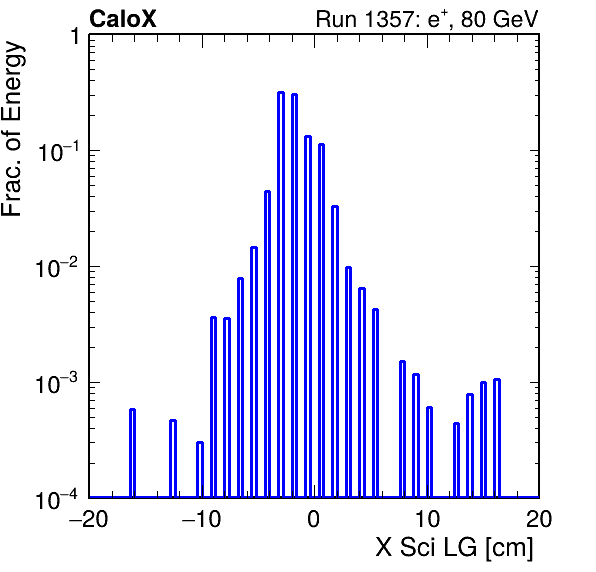 CaloX Run 1357: e⁺, 80 GeV
Frac. of Energy
1
10⁻¹
10⁻²
10⁻³
10⁻⁴
−20 −10 0 10 20
X Sci LG [cm]